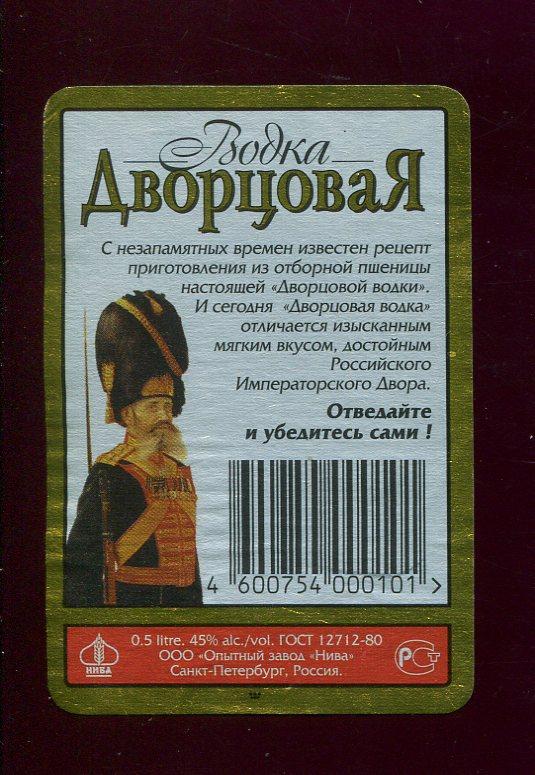 Водка
ДворцоваЯ
С незапамятных времен известен рецепт
приготовления из отборной пшеницы
настоящей «Дворцовой водки».
И сегодня «Дворцовая водка»
отличается изысканным
мягким вкусом, достойным
Российского
Императорского Двора.
Отведайте
и убедитесь сами !
4 600754 000101 >
НИВА
0.5 litre. 45% alc./vol. ГОСТ 12712-80
ООО «Опытный завод «Нива»
Санкт-Петербург, Россия.
РСТ